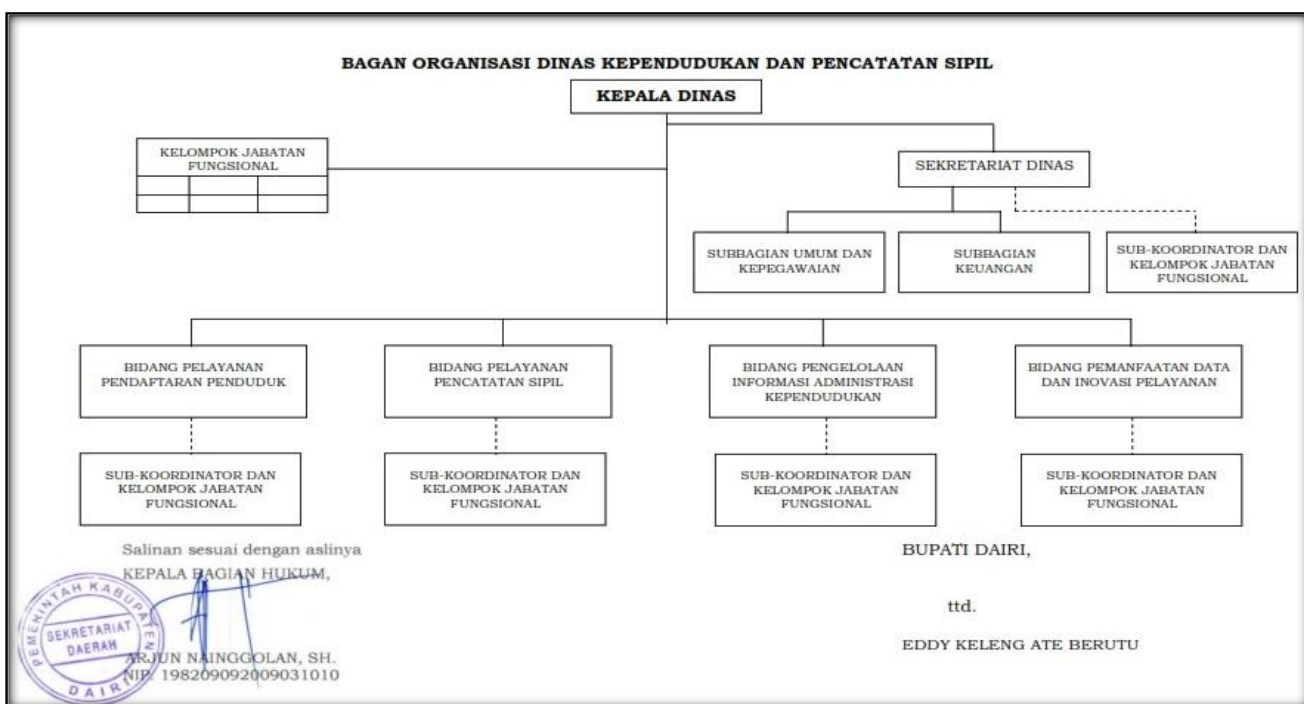 BAGAN ORGANISASI DINAS KEPENDUDUKAN DAN PENCATATAN SIPIL
KEPALA DINAS
KELOMPOK JABATAN
FUNGSIONAL
SEKRETARIAT DINAS
SUBBAGIAN UMUM DAN
KEPEGAWAIAN
SUBBAGIAN
KEUANGAN
SUB-KOORDINATOR DAN
KELOMPOK JABATAN
FUNGSIONAL
BIDANG PELAYANAN
PENDAFTARAN PENDUDUK
BIDANG PELAYANAN
PENCATATAN SIPIL
BIDANG PENGELOLAAN
INFORMASI ADMINISTRASI
KEPENDUDUKAN
BIDANG PEMANFAATAN DATA
DAN INOVASI PELAYANAN
SUB-KOORDINATOR DAN
KELOMPOK JABATAN
FUNGSIONAL
SUB-KOORDINATOR DAN
KELOMPOK JABATAN
FUNGSIONAL
SUB-KOORDINATOR DAN
KELOMPOK JABATAN
FUNGSIONAL
SUB-KOORDINATOR DAN
KELOMPOK JABATAN
FUNGSIONAL
Salinan sesuai dengan aslinya
KEPALA BAGIAN HUKUM,
PEMERINTAH KABUPATEN
SEKRETARIAT
DAERAH
DAIRI
ARJUN NAINGGOLAN, SH.
NIP. 198209092009031010
BUPATI DAIRI,
ttd.
EDDY KELENG ATE BERUTU